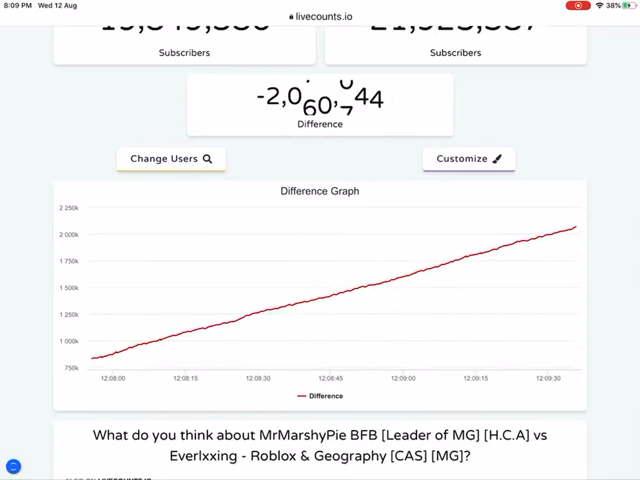 8:09 PM Wed 12 Aug
38%
livecounts.io
Subscribers
Subscribers
Difference
Change Users
Customize
Difference Graph
2 250k
2 000k
1 750k
1 500k
1 250k
1 000k
750k
12:08:00 12:08:15 12:08:30 12:08:45 12:09:00 12:09:15 12:09:30
Difference
What do you think about MrMarshyPie BFB [Leader of MG] [H.C.A] vs
Everlxxing - Roblox & Geography [CAS] [MG]?